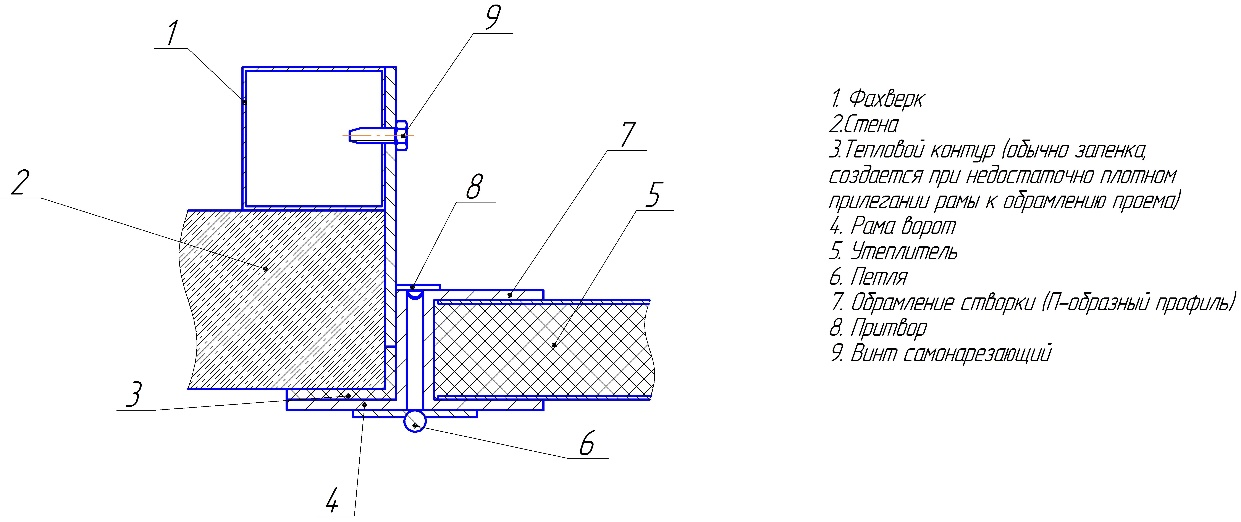 1
9
7
8
5
2
3
6
4
1. Фахверк
2.Стена
3.Тепловой контур (обычно запенка,
создается при недостаточно плотном
прилегании рамы к обрамлению проема)
4. Рама ворот
5. Утеплитель
6. Петля
7. Обрамление створки (П-образный профиль)
8. Притвор
9. Винт самонарезающий